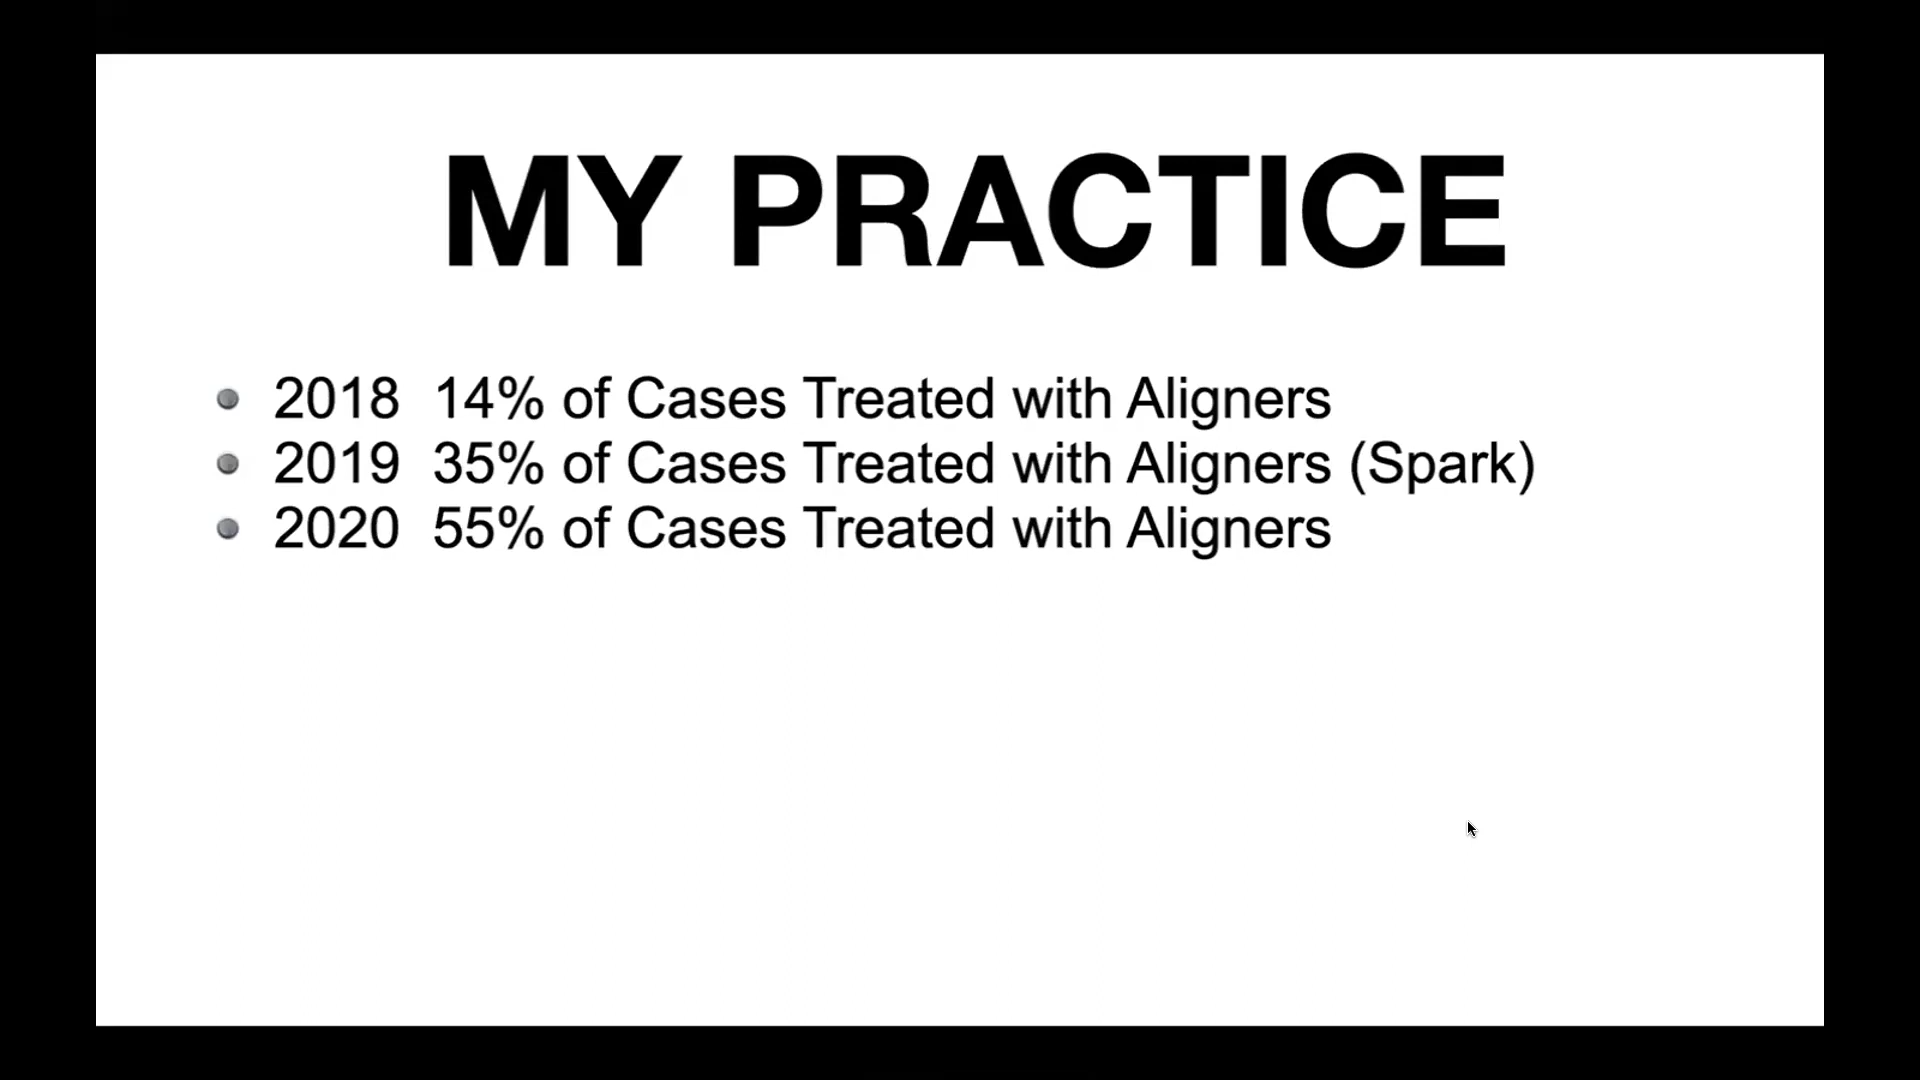 MY PRACTICE
2018 14% of Cases Treated with Aligners
2019 35% of Cases Treated with Aligners (Spark)
2020 55% of Cases Treated with Aligners